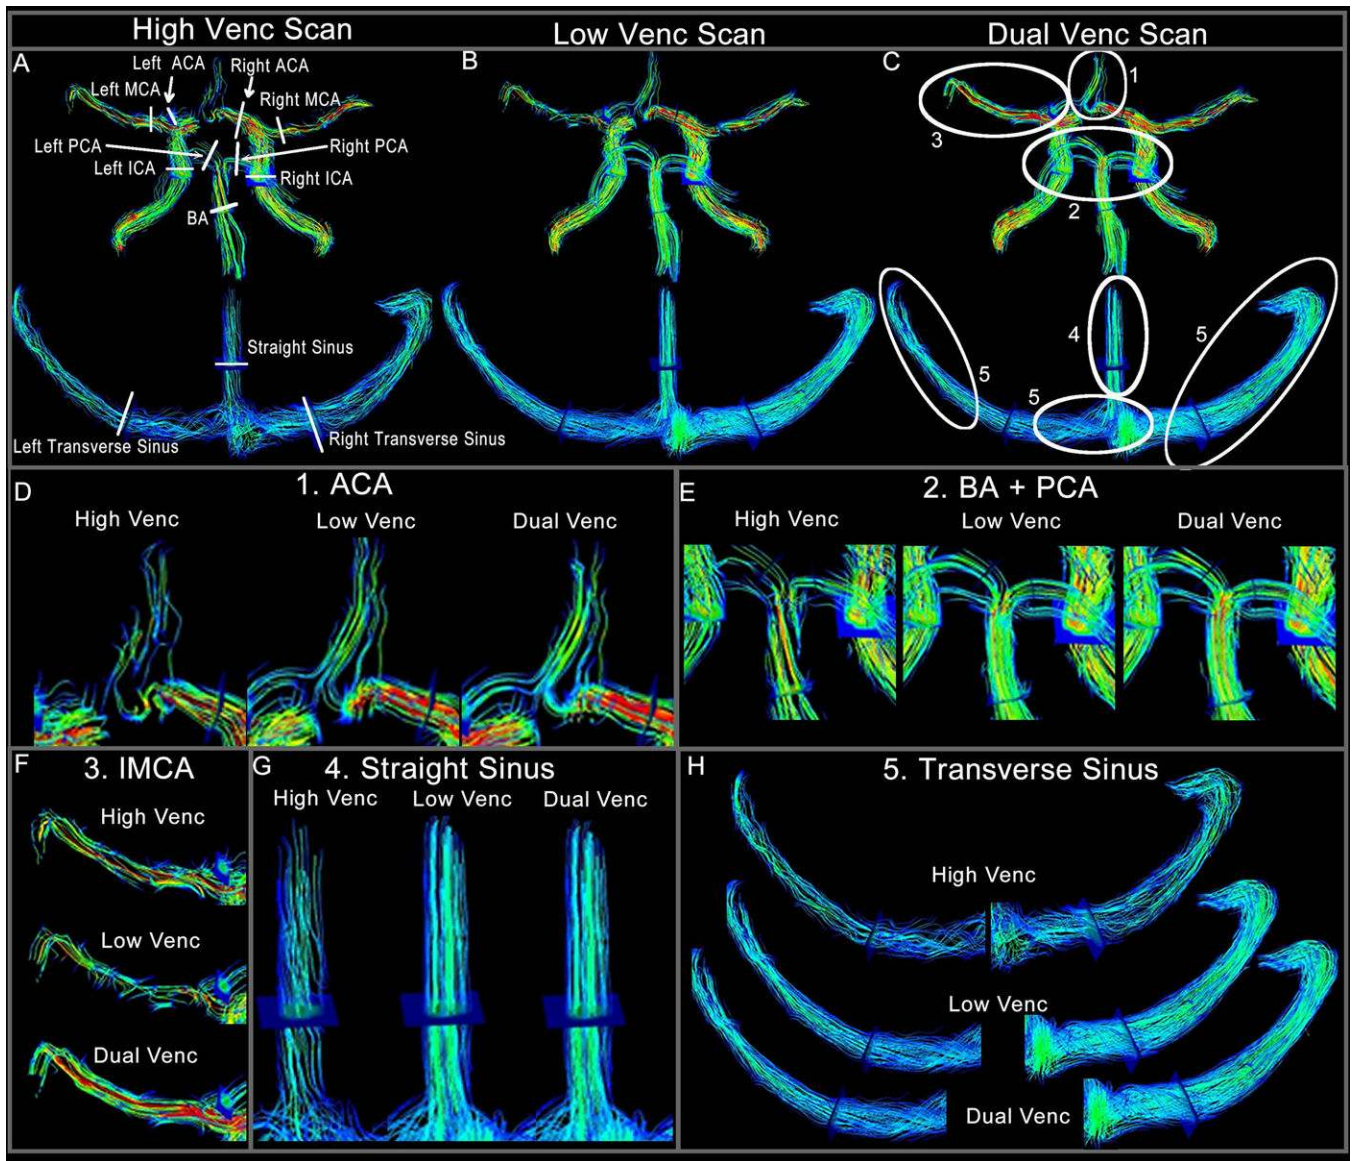 High Venc Scan
Low Venc Scan
Dual Venc Scan
A
Left ACA
Right ACA
Left MCA
Right MCA
Left PCA
Right PCA
Left ICA
Right ICA
BA
Straight Sinus
Left Transverse Sinus
Right Transverse Sinus
B
C
1
3
2
4
5
5
5
D
1. ACA
High Venc
Low Venc
Dual Venc
E
2. BA + PCA
High Venc
Low Venc
Dual Venc
F
3. IMCA
High Venc
Low Venc
Dual Venc
G
4. Straight Sinus
High Venc
Low Venc
Dual Venc
H
5. Transverse Sinus
High Venc
Low Venc
Dual Venc